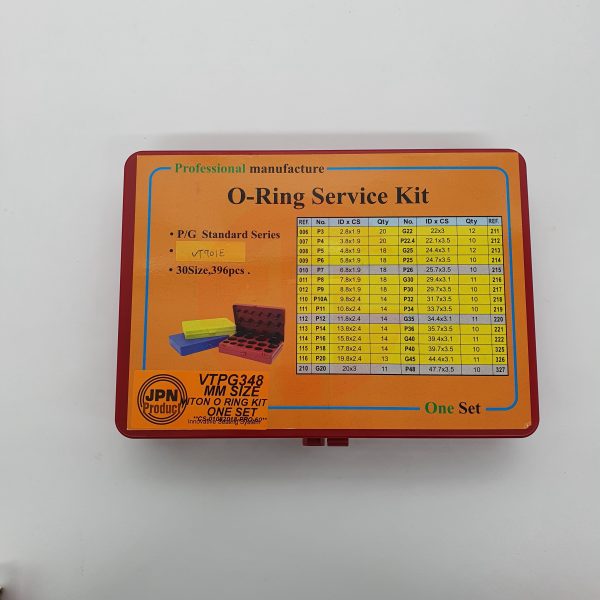 Professional manufacture
O-Ring Service Kit
• P/G Standard Series
• VT901E
• 30Size,396pcs .
REF. No. ID x CS Qty No. ID x CS Qty REF.
006 P3 2.8x1.9 20 G22 22x3 12 211
007 P4 3.8x1.9 20 P22.4 22.1x3.5 10 212
008 P5 4.8x1.9 18 G25 24.4x3.1 12 213
009 P6 5.8x1.9 18 P25 24.7x3.5 10 214
010 P7 6.8x1.9 18 P26 25.7x3.5 10 215
011 P8 7.8x1.9 18 G30 29.4x3.1 11 216
012 P9 8.8x1.9 18 P30 29.7x3.5 10 217
110 P10A 9.8x2.4 14 P32 31.7x3.5 10 218
111 P11 10.8x2.4 14 P34 33.7x3.5 10 219
112 P12 11.8x2.4 14 G35 34.4x3.1 11 220
113 P14 13.8x2.4 14 P36 35.7x3.5 10 221
114 P16 15.8x2.4 14 G40 39.4x3.1 11 222
115 P18 17.8x2.4 14 P40 39.7x3.5 10 325
116 P20 19.8x2.4 13 G45 44.4x3.1 11 326
210 G20 20x3 11 P48 47.7x3.5 10 327
JPN
Product
VTPG348
MM SIZE
VITON O RING KIT
ONE SET
Innovative Sealing System
One Set